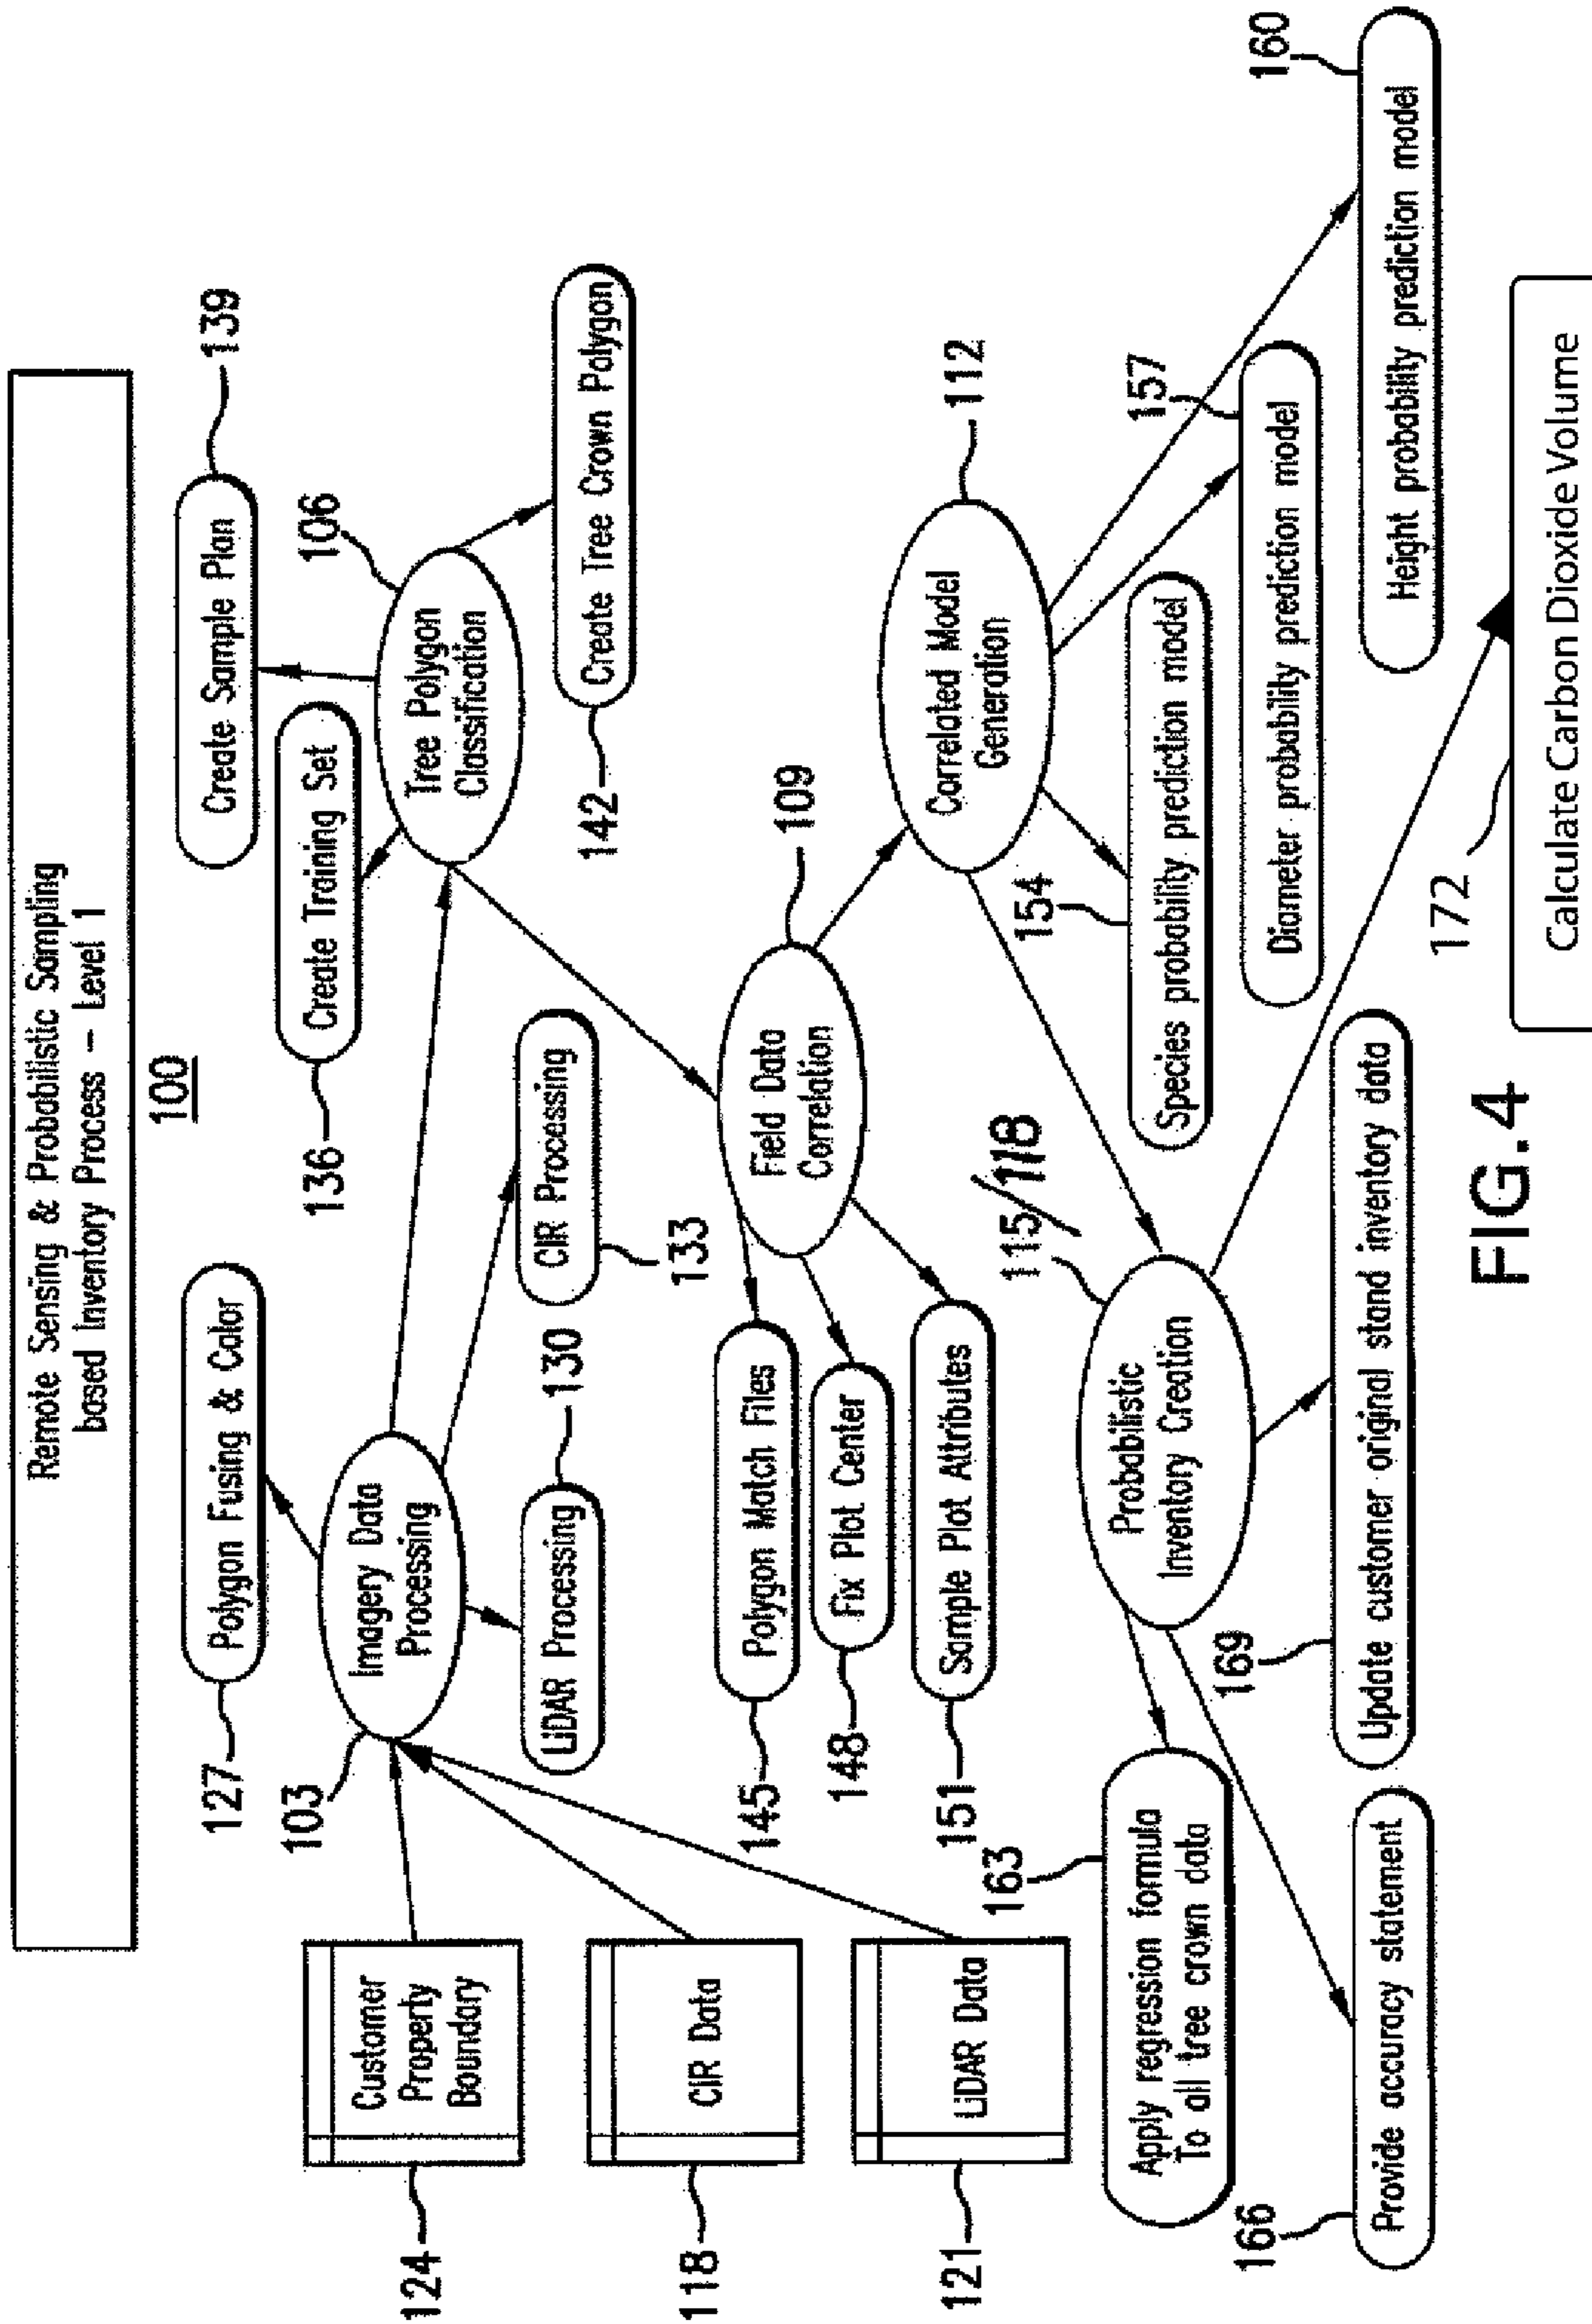 Remote Sensing & Probabilistic Sampling
based Inventory Process – Level 1
100
127
Polygon Fusing & Color
136
Create Training Set
Create Sample Plan
139
124
Customer
Property
Boundary
103
Imagery Data
Processing
106
Tree Polygon
Classification
118
CIR Data
LiDAR Processing
130
CIR Processing
133
142
Create Tree Crown Polygon
121
LiDAR Data
145
Polygon Match Files
148
Fix Plot Center
151
Sample Plot Attributes
Field Data
Correlation
109
Correlated Model
Generation
112
163
Apply regression formula
To all tree crown data
Probabilistic
Inventory Creation
115/118
154
Species probability prediction model
157
Diameter probability prediction model
160
Height probability prediction model
166
Provide accuracy statement
169
Update customer original stand inventory data
172
Calculate Carbon Dioxide Volume
FIG.4